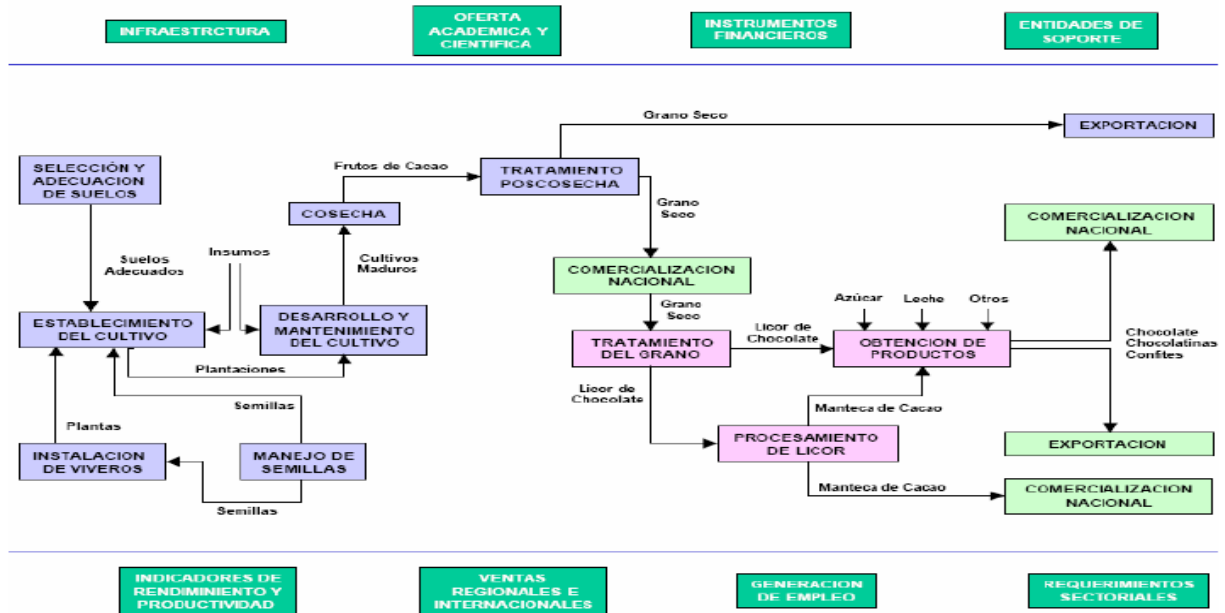 INFRAESTRCTURA
OFERTA
ACADEMICA Y
CIENTIFICA
INSTRUMENTOS
FINANCIEROS
ENTIDADES DE
SOPORTE
Grano Seco
EXPORTACION
SELECCIÓN Y
ADECUACION
DE SUELOS
Frutos de Cacao
TRATAMIENTO
POSCOSECHA
COSECHA
Grano
Seco
COMERCIALIZACION
NACIONAL
Suelos
Adecuados
Insumos
Cultivos
Maduros
COMERCIALIZACION
NACIONAL
Grano
Seco
Azúcar
Leche
Otros
ESTABLECIMIENTO
DEL CULTIVO
DESARROLLO Y
MANTENIMIENTO
DEL CULTIVO
TRATAMIENTO
DEL GRANO
Licor de
Chocolate
OBTENCION DE
PRODUCTOS
Chocolate
Chocolatinas
Confites
Plantaciones
Licor de
Chocolate
Semillas
Manteca de Cacao
Plantas
INSTALACION
DE VIVEROS
MANEJO DE
SEMILLAS
PROCESAMIENTO
DE LICOR
EXPORTACION
Manteca de Cacao
COMERCIALIZACION
NACIONAL
Semillas
INDICADORES DE
RENDIMINIENTO Y
PRODUCTIVIDAD
VENTAS
REGIONALES E
INTERNACIONALES
GENERACION
DE EMPLEO
REQUERIMIENTOS
SECTORIALES